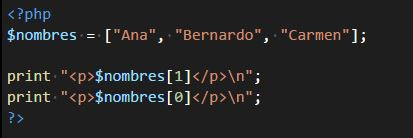 <?php
$nombres = ["Ana", "Bernardo", "Carmen"];
print "<p>$nombres[1]</p>\n";
print "<p>$nombres[0]</p>\n";
?>